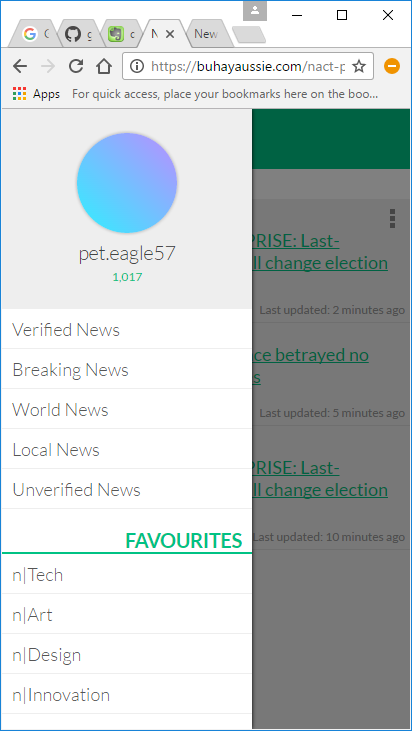 G
g
c
N
New
https://buhayaussie.com/nact-p
Apps
For quick access, place your bookmarks here on the boo...
pet.eagle57
1,017
Verified News
Breaking News
World News
Local News
Unverified News
FAVOURITES
n|Tech
n|Art
n|Design
n|Innovation
PRISE: Last-
ll change election
Last updated: 2 minutes ago
ce betrayed no
s
Last updated: 5 minutes ago
PRISE: Last-
ll change election
Last updated: 10 minutes ago